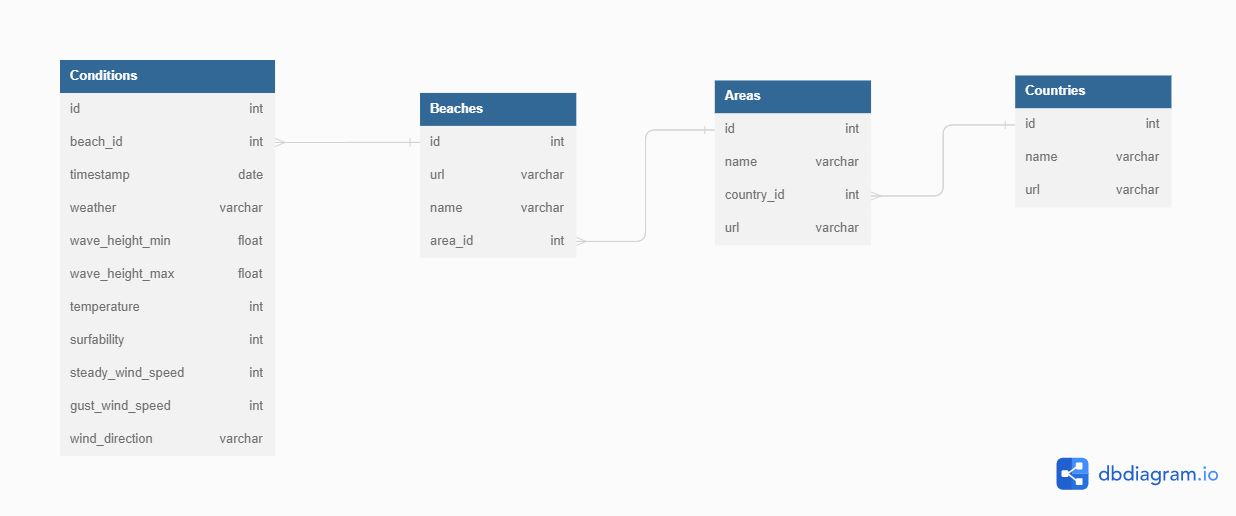 Conditions
id int
beach_id int
timestamp date
weather varchar
wave_height_min float
wave_height_max float
temperature int
surfability int
steady_wind_speed int
gust_wind_speed int
wind_direction varchar
Beaches
id int
url varchar
name varchar
area_id int
Areas
id int
name varchar
country_id int
url varchar
Countries
id int
name varchar
url varchar
dbdiagram.io